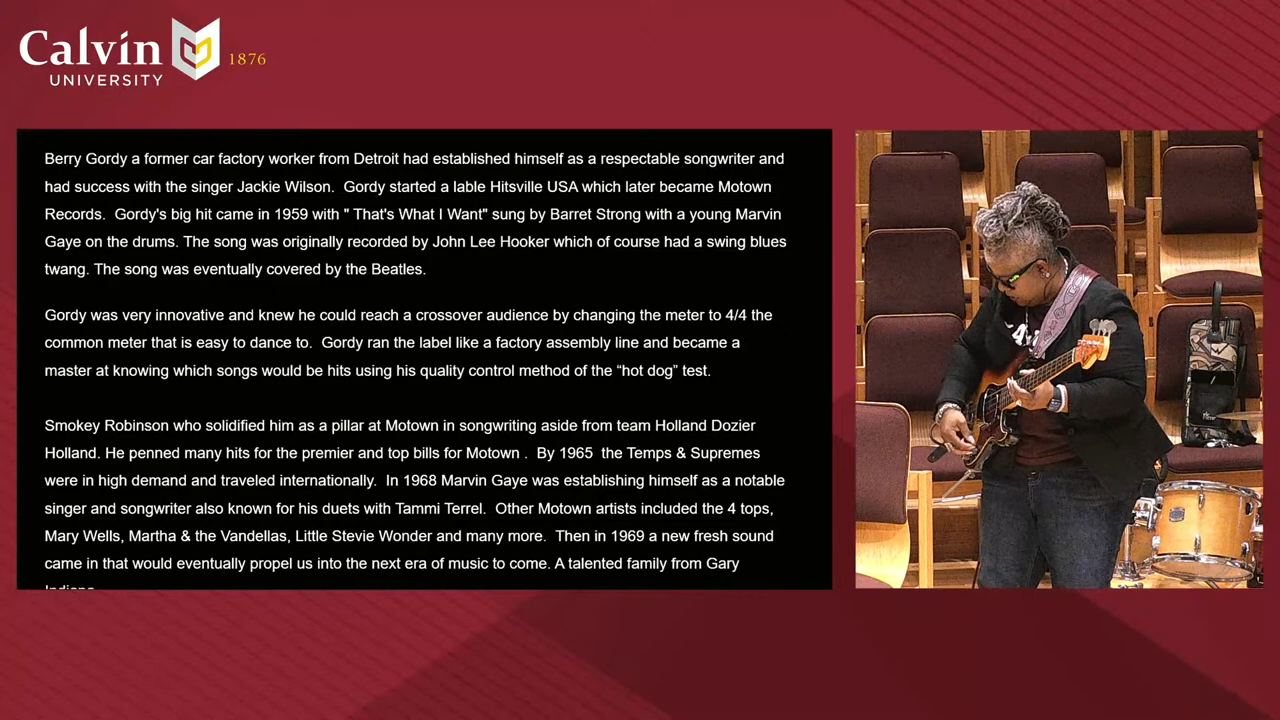 Calvin
UNIVERSITY
1876
Berry Gordy a former car factory worker from Detroit had established himself as a respectable songwriter and
had success with the singer Jackie Wilson.  Gordy started a lable Hitsville USA which later became Motown
Records.  Gordy's big hit came in 1959 with " That's What I Want" sung by Barret Strong with a young Marvin
Gaye on the drums. The song was originally recorded by John Lee Hooker which of course had a swing blues
twang. The song was eventually covered by the Beatles.
Gordy was very innovative and knew he could reach a crossover audience by changing the meter to 4/4 the
common meter that is easy to dance to.  Gordy ran the label like a factory assembly line and became a
master at knowing which songs would be hits using his quality control method of the “hot dog” test.
Smokey Robinson who solidified him as a pillar at Motown in songwriting aside from team Holland Dozier
Holland. He penned many hits for the premier and top bills for Motown .  By 1965  the Temps & Supremes
were in high demand and traveled internationally.  In 1968 Marvin Gaye was establishing himself as a notable
singer and songwriter also known for his duets with Tammi Terrel.  Other Motown artists included the 4 tops,
Mary Wells, Martha & the Vandellas, Little Stevie Wonder and many more.  Then in 1969 a new fresh sound
came in that would eventually propel us into the next era of music to come. A talented family from Gary
Indiana